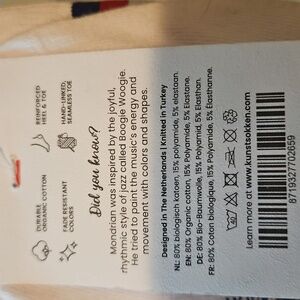 REINFORCED
HEEL & TOE
HAND-LINKED,
SEAMLESS TOE
DURABLE
ORGANIC COTTON
FADE RESISTANT
COLORS
Did you know?
Mondrian was inspired by the joyful,
rhythmic style of jazz called Boogie Woogie.
He tried to paint the music's energy and
movement with colors and shapes.
Designed in The Netherlands | Knitted in Turkey
NL: 80% biologisch katoen, 15% polyamide, 5% elastaan.
EN: 80% Organic cotton, 15% Polyamide, 5% Elastane.
DE: 80% Bio-Baumwolle, 15% Polyamid, 5% Elasthan.
FR: 80% Coton biologique, 15% Polyamide, 5% Elasthanne.
Learn more at www.kunstsokken.com
8719327702659